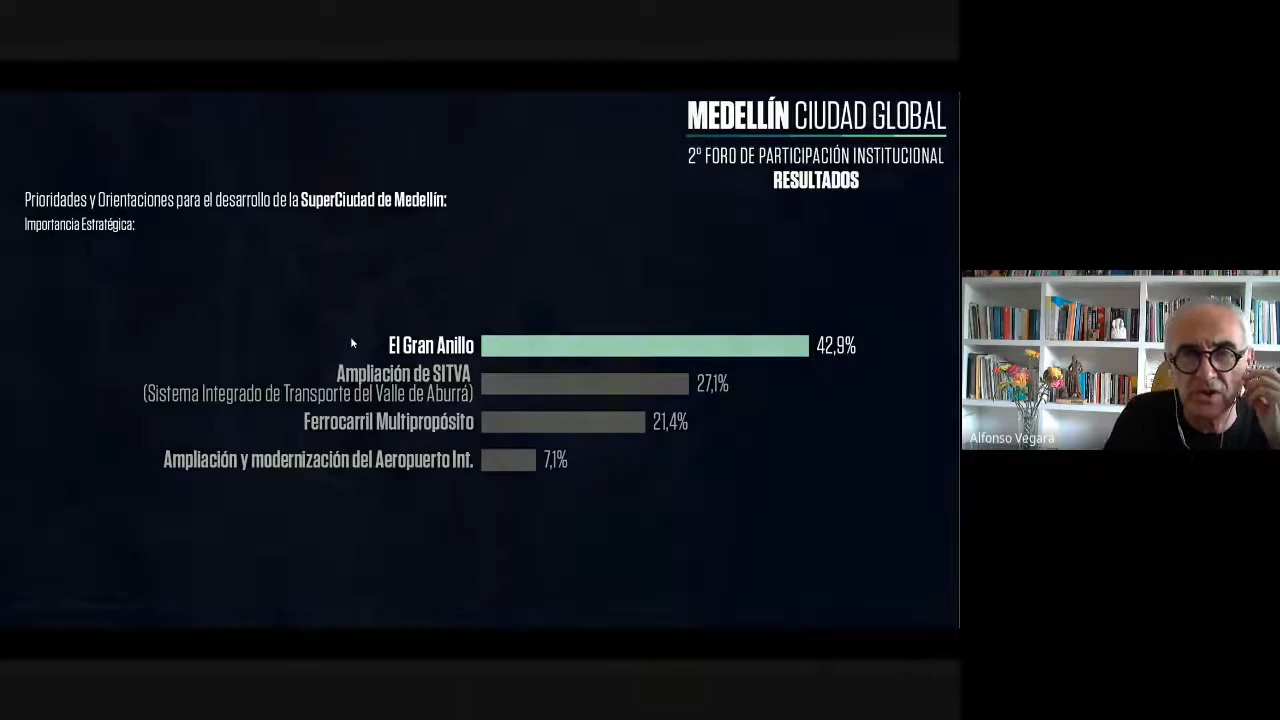 MEDELLÍN CIUDAD GLOBAL
2º FORO DE PARTICIPACIÓN INSTITUCIONAL
RESULTADOS
Prioridades y Orientaciones para el desarrollo de la SuperCiudad de Medellín:
Importancia Estratégica:
El Gran Anillo 42,9%
Ampliación de SITVA
(Sistema Integrado de Transporte del Valle de Aburrá) 27,1%
Ferrocarril Multipropósito 21,4%
Ampliación y modernización del Aeropuerto Int. 7,1%
Alfonso Vegara